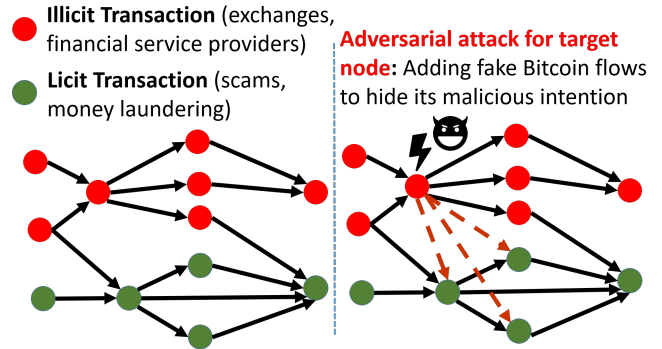 Illicit Transaction (exchanges,
financial service providers)
Licit Transaction (scams,
money laundering)
Adversarial attack for target
node: Adding fake Bitcoin flows
to hide its malicious intention